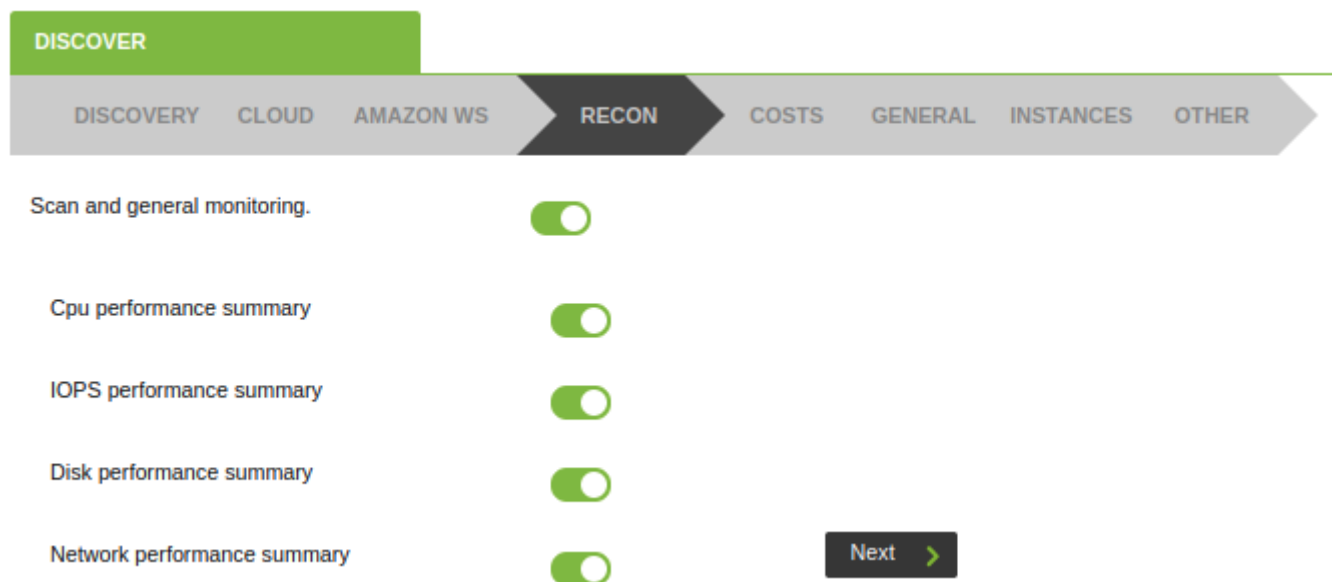 DISCOVER
DISCOVERY CLOUD AMAZON WS RECON COSTS GENERAL INSTANCES OTHER
Scan and general monitoring.
Cpu performance summary
IOPS performance summary
Disk performance summary
Network performance summary
Next